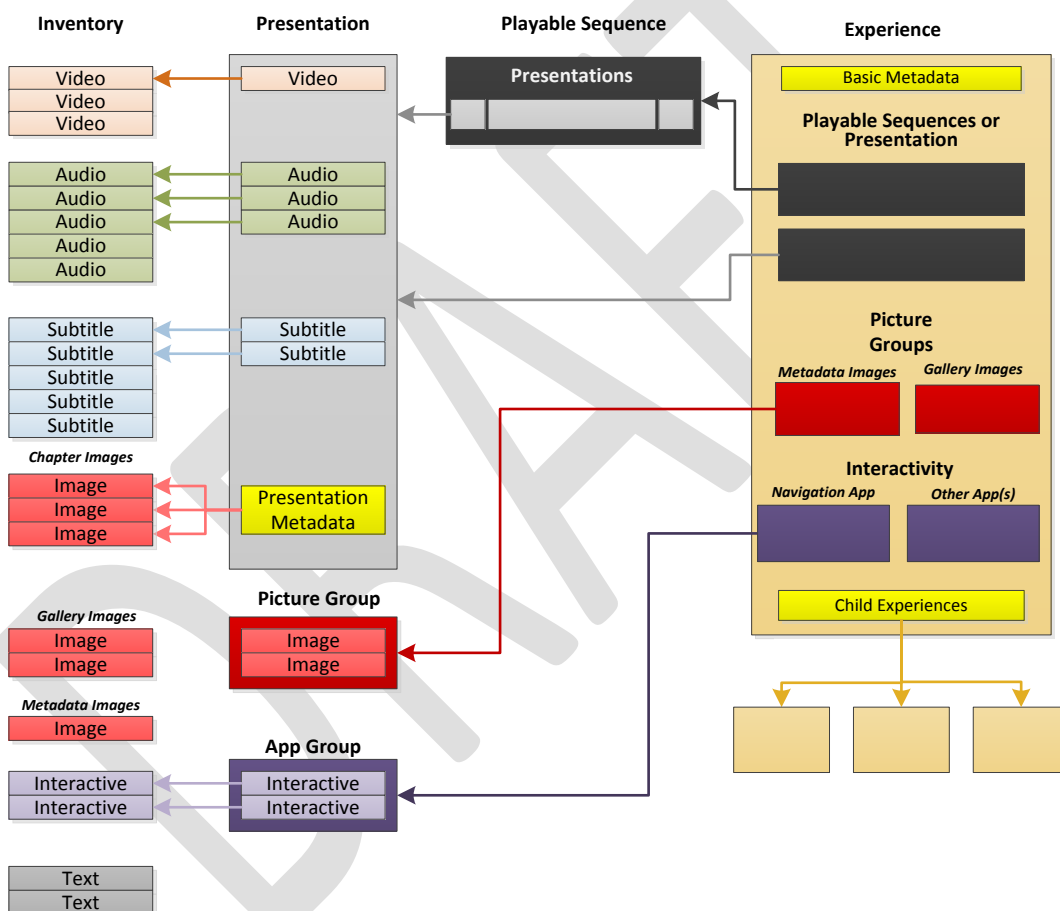 Inventory
Video
Video
Video
Audio
Audio
Audio
Audio
Audio
Subtitle
Subtitle
Subtitle
Subtitle
Subtitle
Chapter Images
Image
Image
Image
Gallery Images
Image
Image
Metadata Images
Image
Interactive
Interactive
Text
Text
Presentation
Video
Audio
Audio
Audio
Subtitle
Subtitle
Presentation
Metadata
Picture Group
Image
Image
App Group
Interactive
Interactive
Playable Sequence
Presentations
Experience
Basic Metadata
Playable Sequences or
Presentation
Picture
Groups
Metadata Images
Gallery Images
Interactivity
Navigation App
Other App(s)
Child Experiences
DRAFT